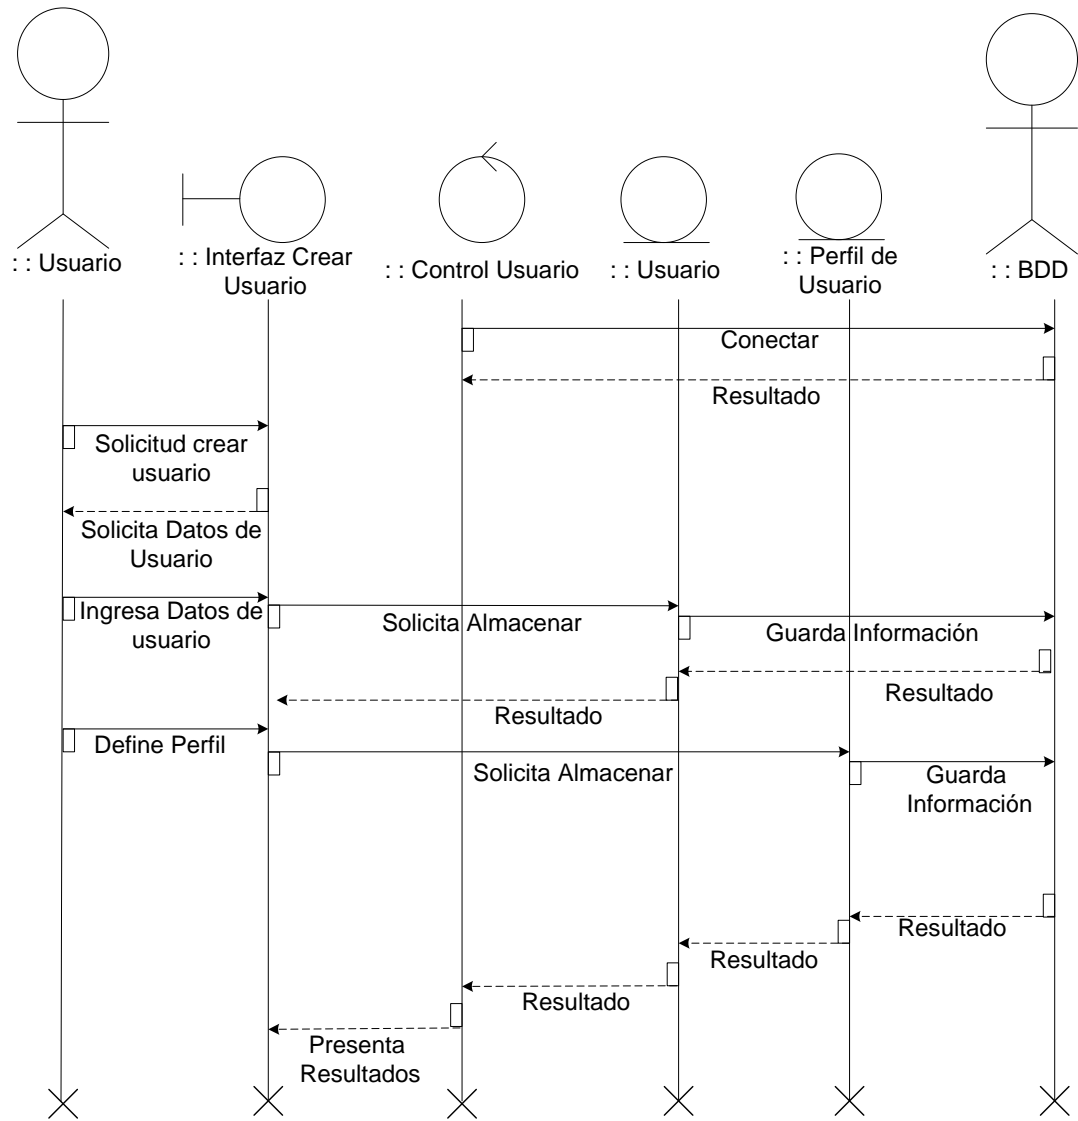 : : Usuario
: : Interfaz Crear
Usuario
: : Control Usuario
: : Usuario
: : Perfil de
Usuario
: : BDD
Conectar
Resultado
Solicitud crear
usuario
Solicita Datos de
Usuario
Ingresa Datos de
usuario
Solicita Almacenar
Guarda Información
Resultado
Resultado
Define Perfil
Solicita Almacenar
Guarda
Información
Resultado
Resultado
Resultado
Presenta
Resultados